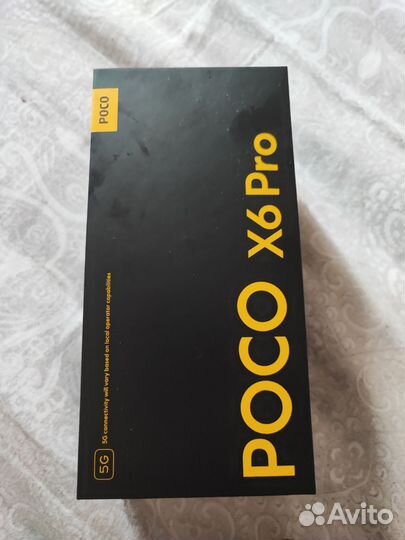 POCO
POCO X6 Pro
5G 5G connectivity will vary based on local operator capabilities
Avito